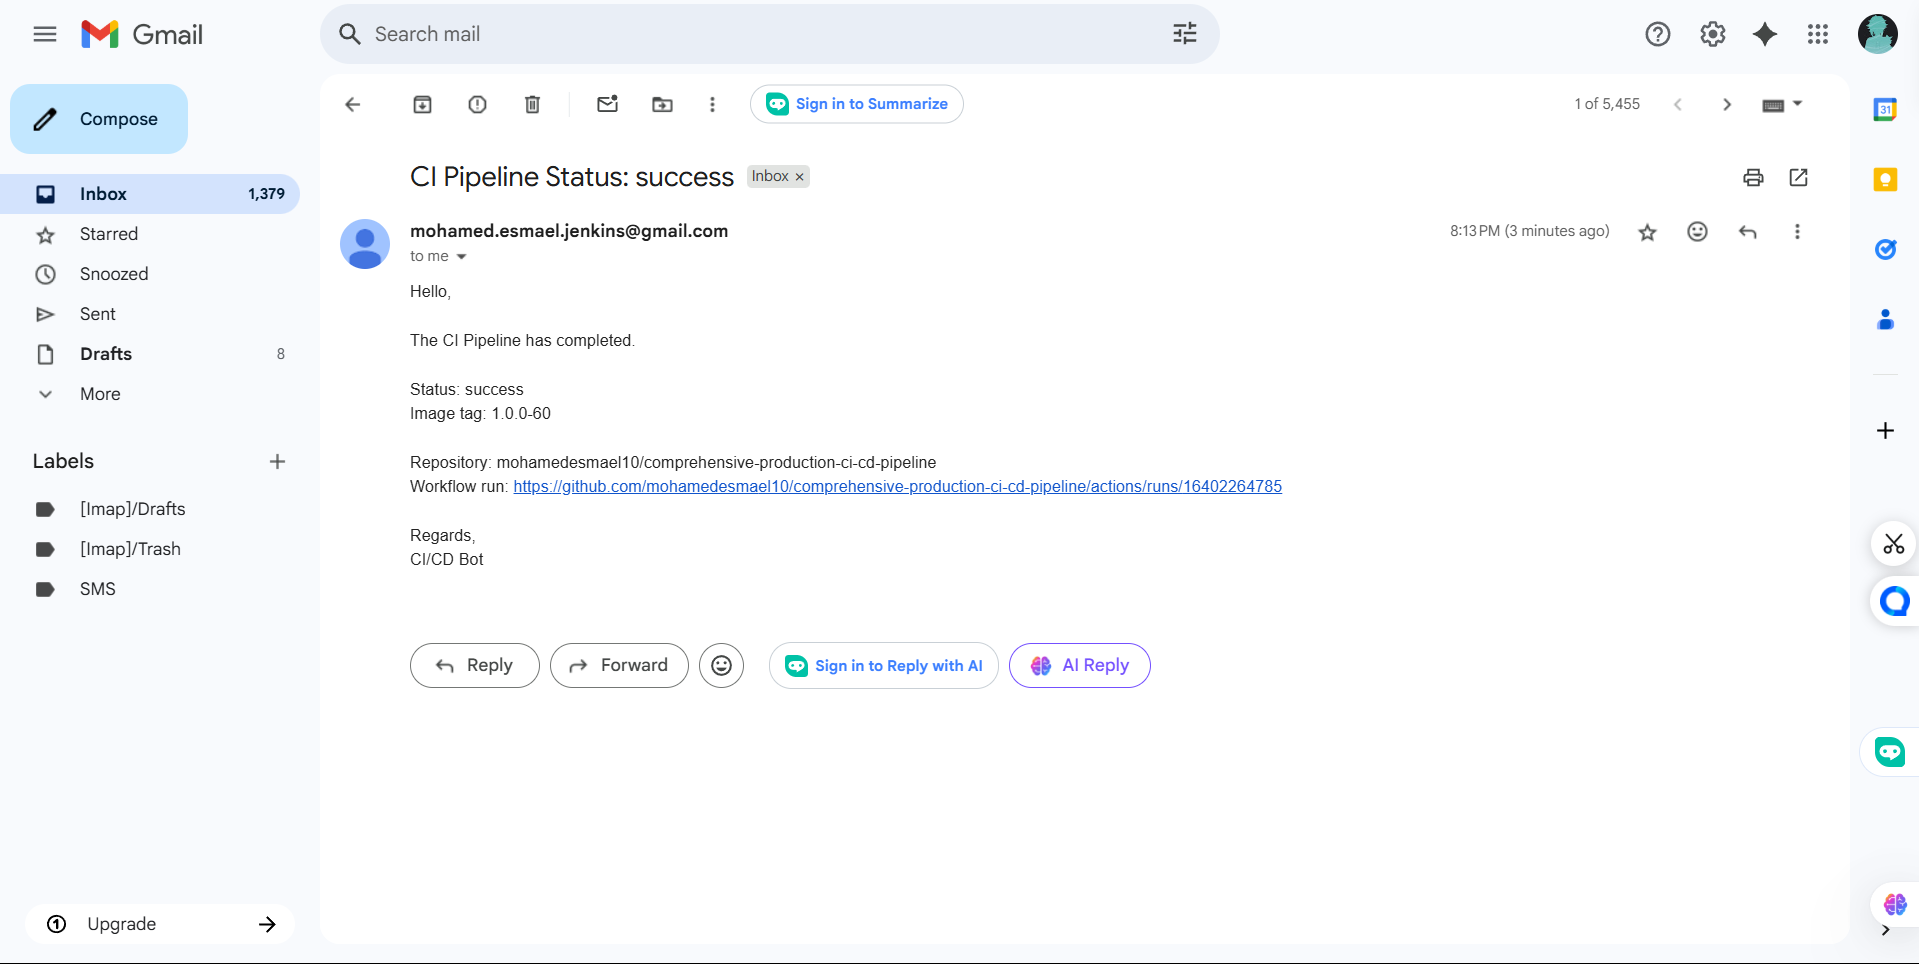 Gmail
Search mail
Compose
Inbox 1,379
Starred
Snoozed
Sent
Drafts 8
More
Labels
[Imap]/Drafts
[Imap]/Trash
SMS
Upgrade
Sign in to Summarize
1 of 5,455
CI Pipeline Status: success Inbox ×
mohamed.esmael.jenkins@gmail.com
8:13 PM (3 minutes ago)
to me
Hello,
The CI Pipeline has completed.
Status: success
Image tag: 1.0.0-60
Repository: mohamedesmael10/comprehensive-production-ci-cd-pipeline
Workflow run: https://github.com/mohamedesmael10/comprehensive-production-ci-cd-pipeline/actions/runs/16402264785
Regards,
CI/CD Bot
Reply
Forward
Sign in to Reply with AI
AI Reply
31